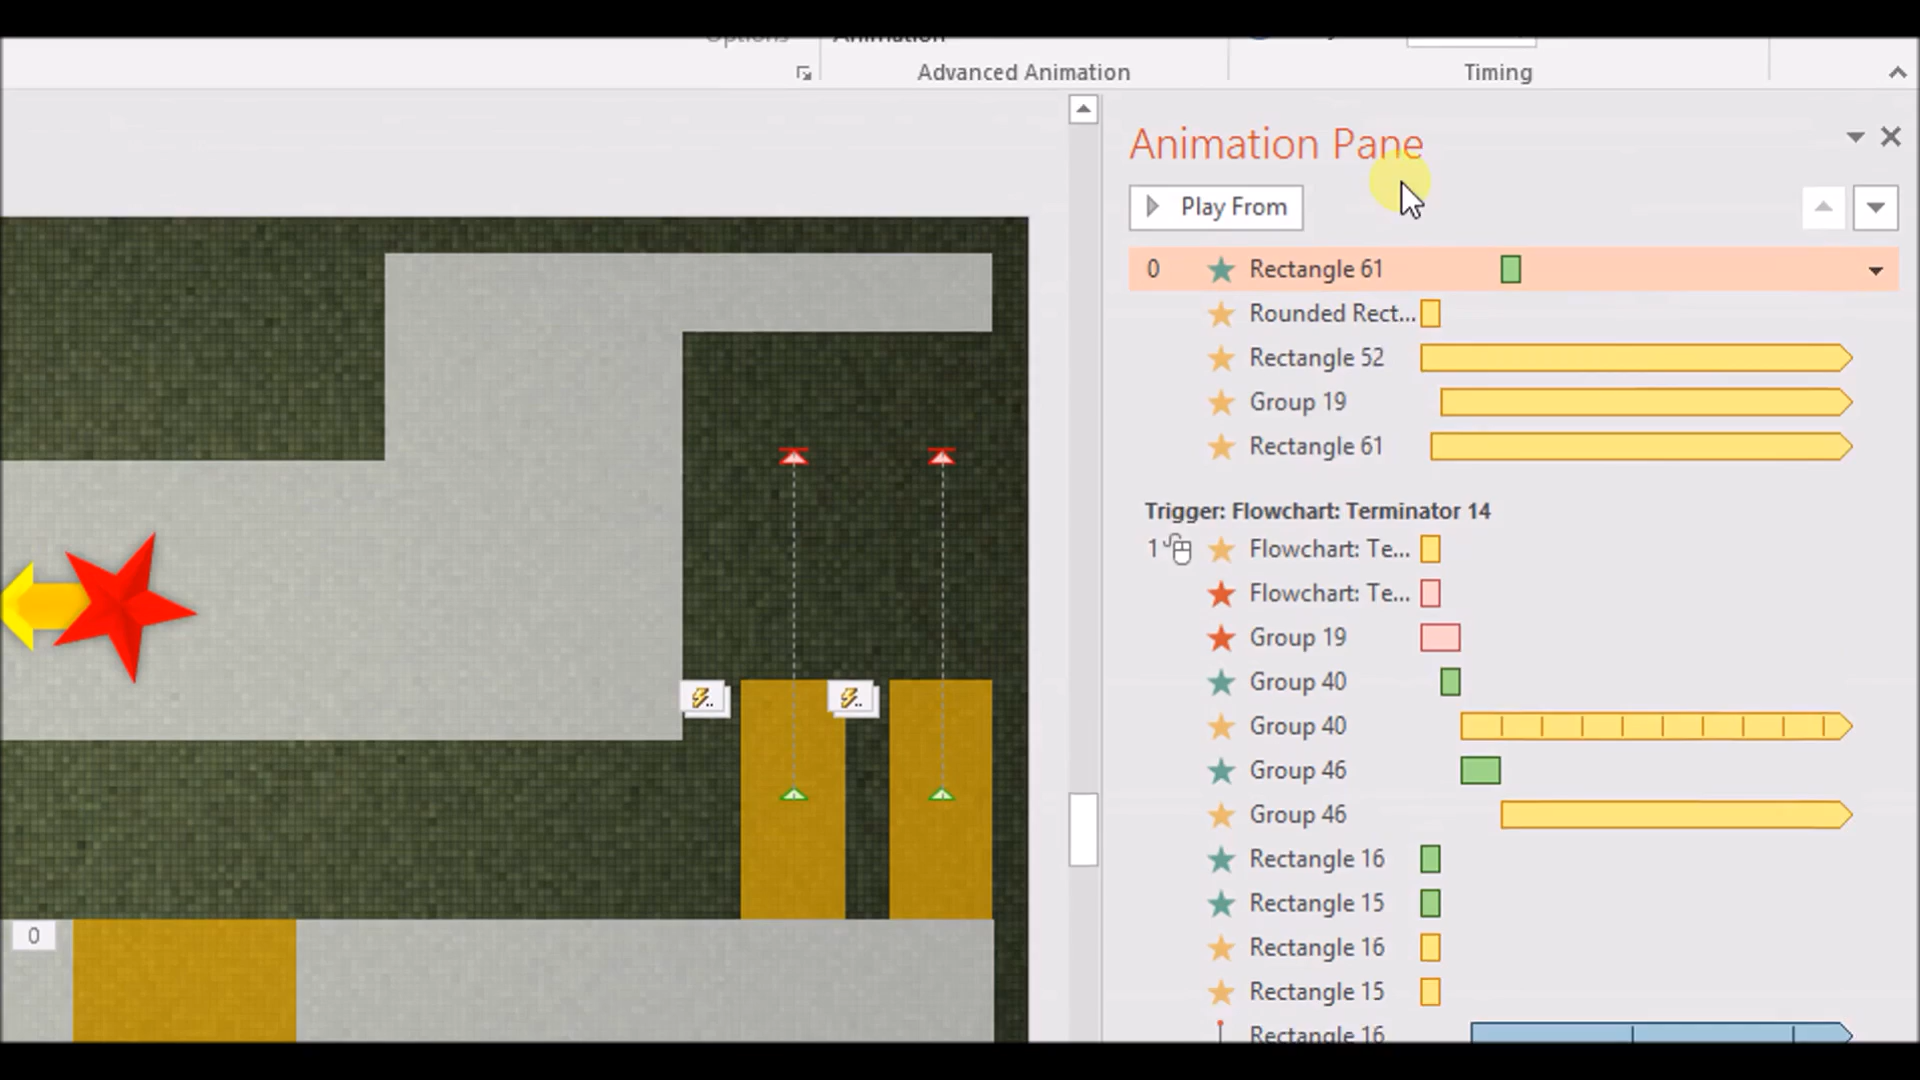 Options
Animation
Advanced Animation
Timing
Animation Pane
Play From
0 Rectangle 61
Rounded Rect...
Rectangle 52
Group 19
Rectangle 61
Trigger: Flowchart: Terminator 14
1 Flowchart: Te...
Flowchart: Te...
Group 19
Group 40
Group 40
Group 46
Group 46
Rectangle 16
Rectangle 15
Rectangle 16
Rectangle 15
Rectangle 16
0